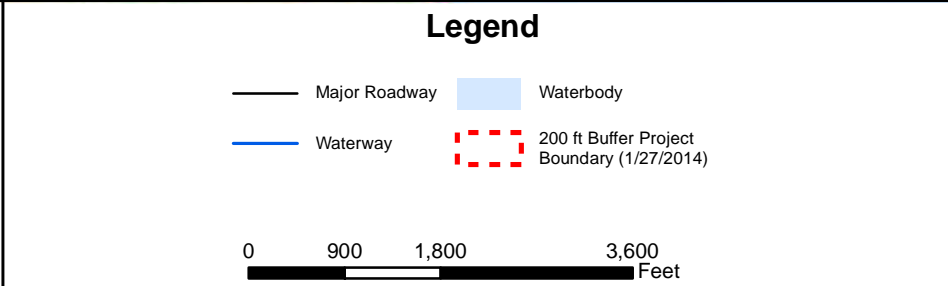 Legend
Major Roadway
Waterbody
Waterway
200 ft Buffer Project
Boundary (1/27/2014)
0 900 1,800 3,600
Feet